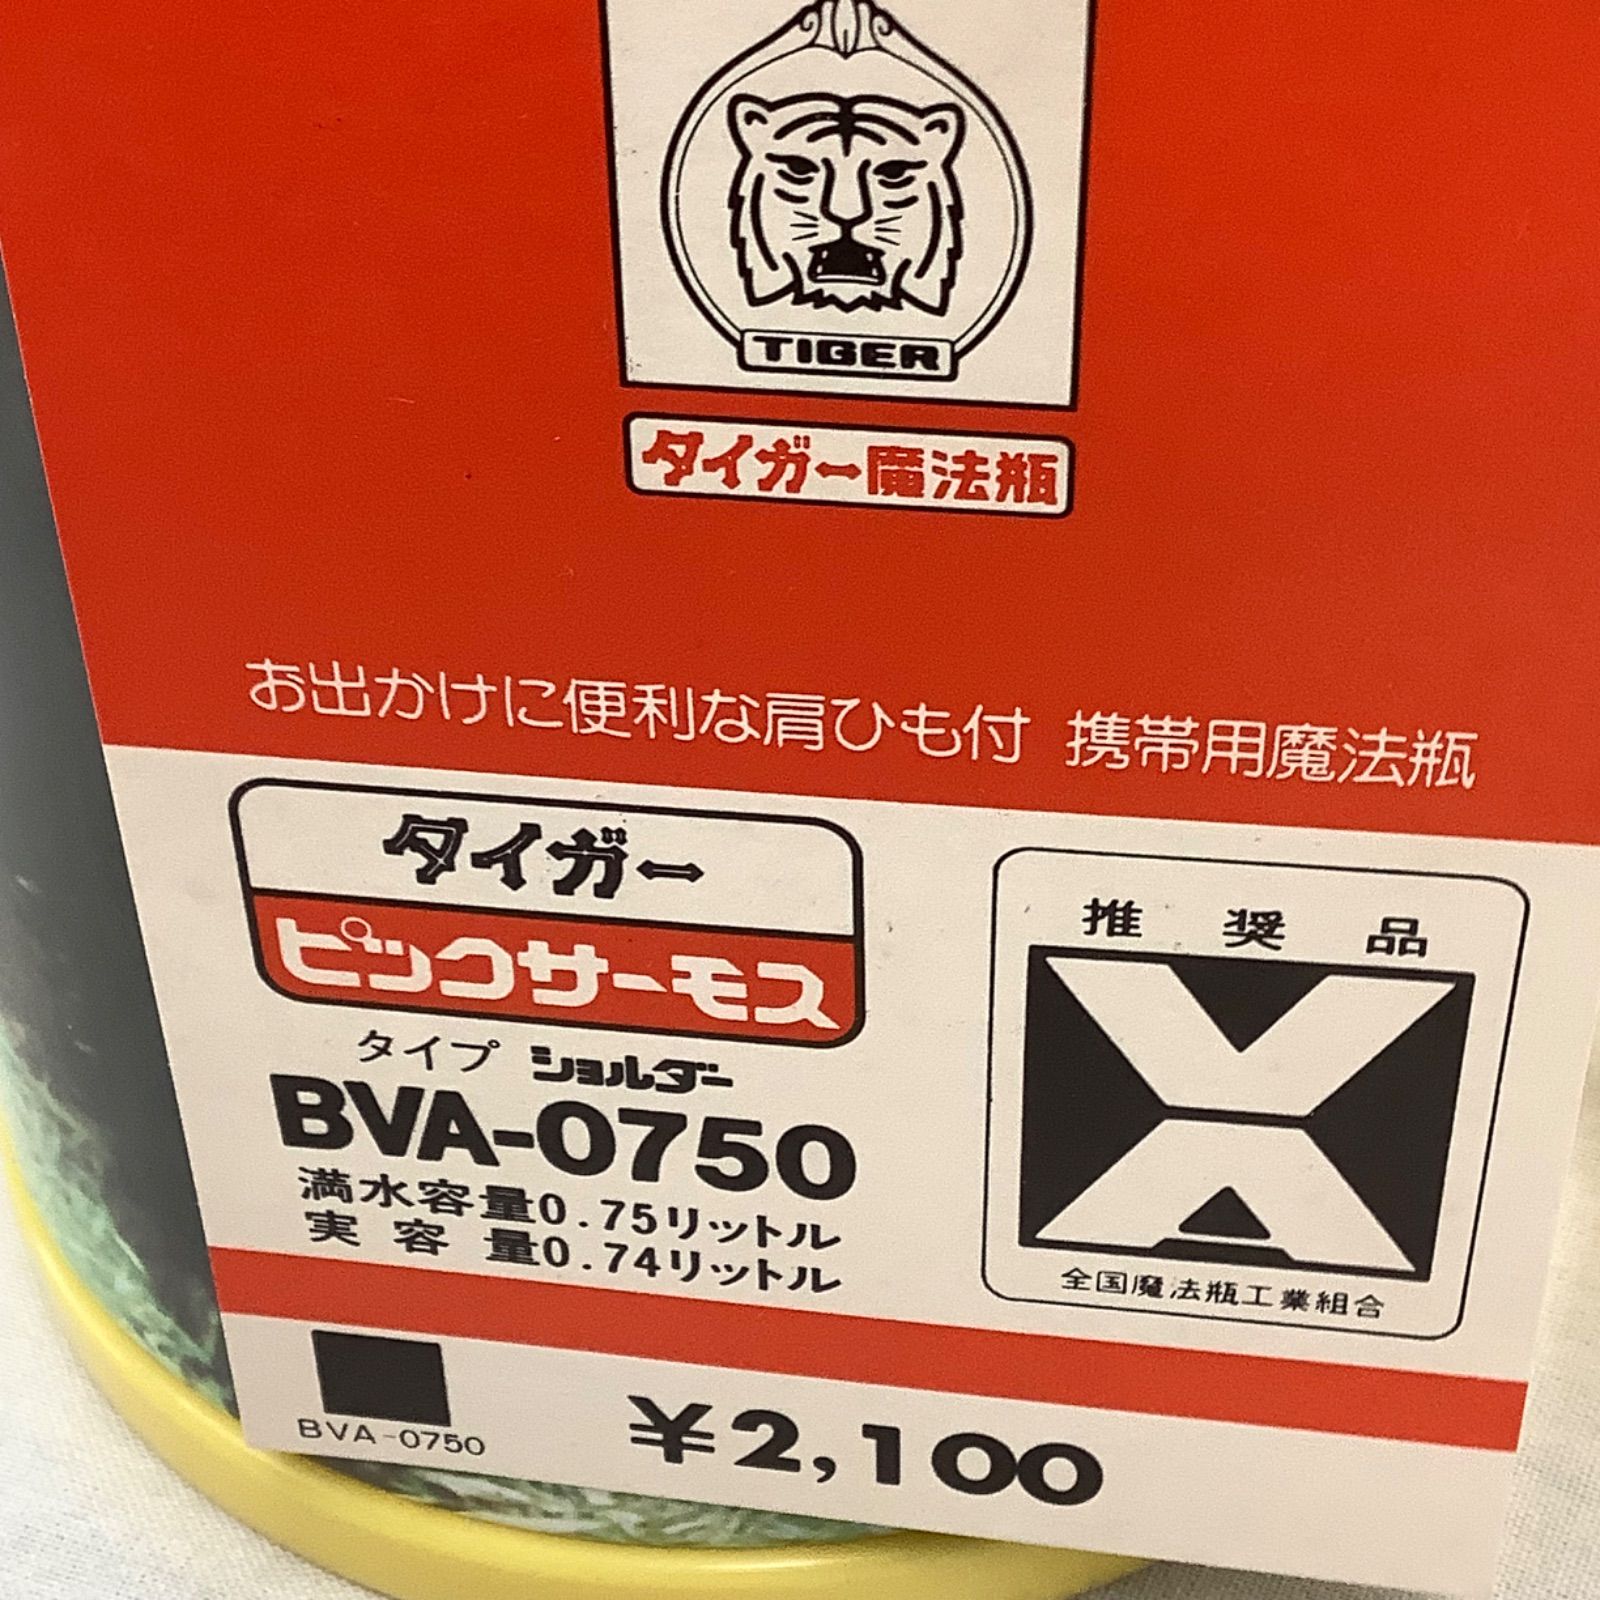 TIGER
タイガー魔法瓶
お出かけに便利な肩ひも付 携帯用魔法瓶
タイガー
ピックサーモス
タイプ ショルダー
BVA-0750
満水容量0.75リットル
実容量0.74リットル
推奨品
全国魔法瓶工業組合
BVA-0750
¥2,100